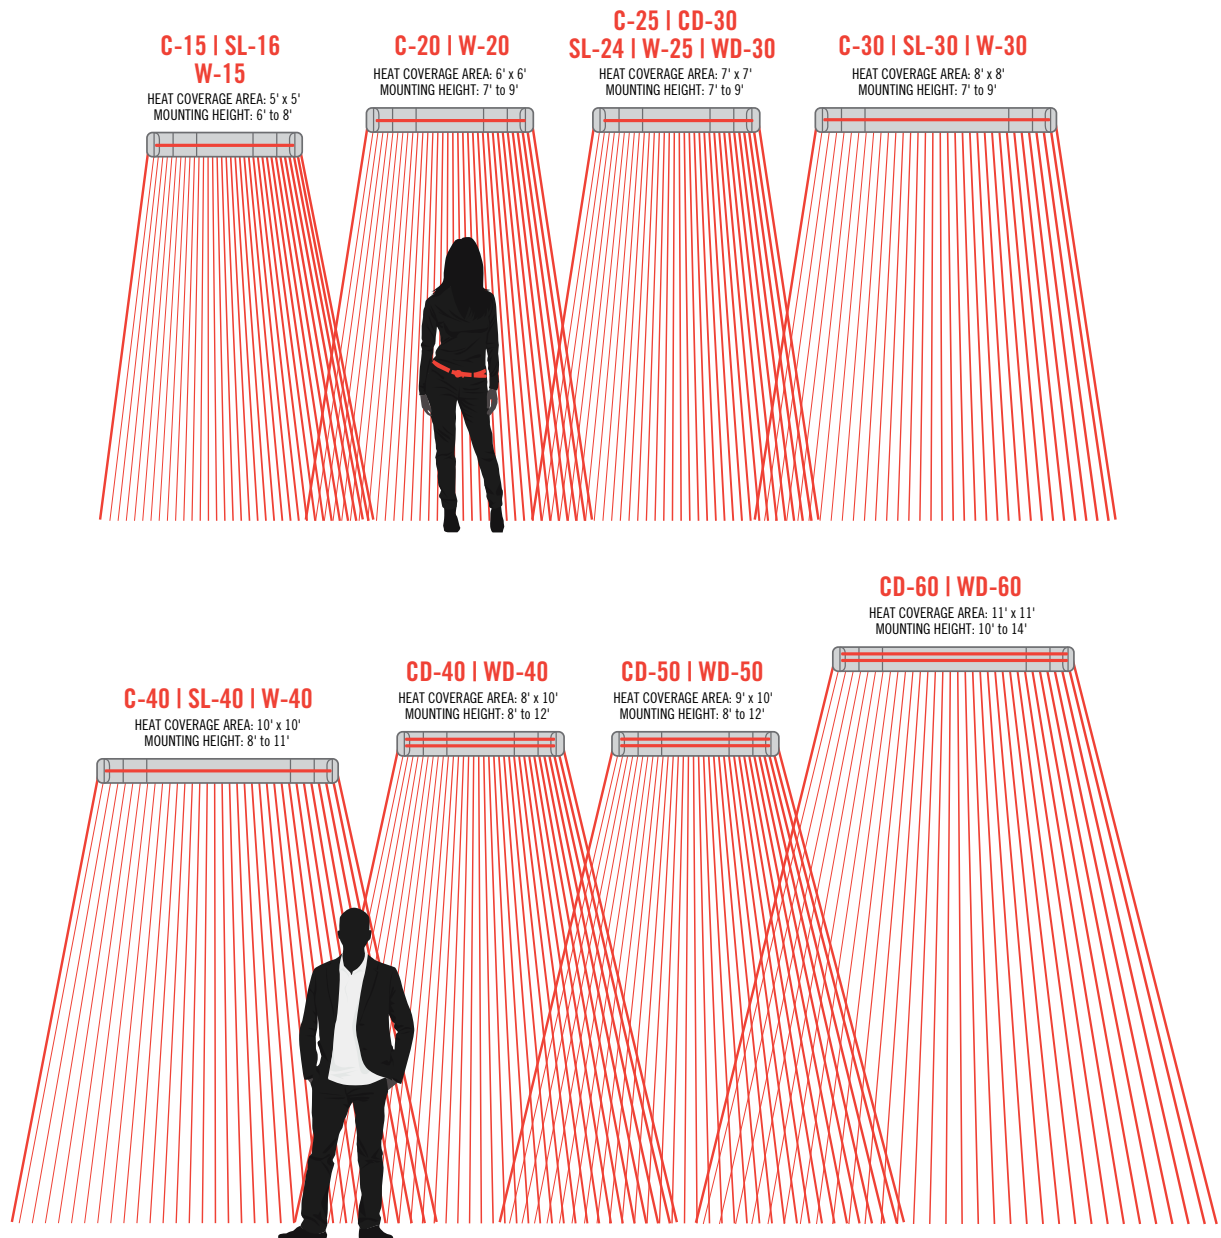 C-15 | SL-16
W-15
HEAT COVERAGE AREA: 5' x 5'
MOUNTING HEIGHT: 6' to 8'
C-20 | W-20
HEAT COVERAGE AREA: 6' x 6'
MOUNTING HEIGHT: 7' to 9'
C-25 | CD-30
SL-24 | W-25 | WD-30
HEAT COVERAGE AREA: 7' x 7'
MOUNTING HEIGHT: 7' to 9'
C-30 | SL-30 | W-30
HEAT COVERAGE AREA: 8' x 8'
MOUNTING HEIGHT: 7' to 9'
C-40 | SL-40 | W-40
HEAT COVERAGE AREA: 10' x 10'
MOUNTING HEIGHT: 8' to 11'
CD-40 | WD-40
HEAT COVERAGE AREA: 8' x 10'
MOUNTING HEIGHT: 8' to 12'
CD-50 | WD-50
HEAT COVERAGE AREA: 9' x 10'
MOUNTING HEIGHT: 8' to 12'
CD-60 | WD-60
HEAT COVERAGE AREA: 11' x 11'
MOUNTING HEIGHT: 10' to 14'